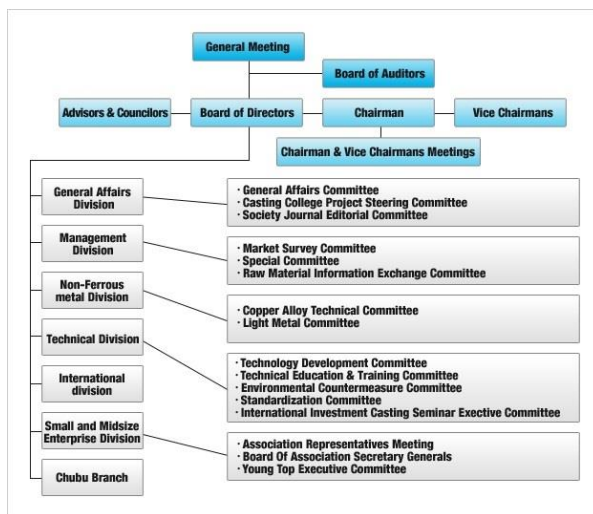 General Meeting
Board of Auditors
Advisors & Councilors
Board of Directors
Chairman
Vice Chairmans
Chairman & Vice Chairmans Meetings
General Affairs
Division
· General Affairs Committee
· Casting College Project Steering Committee
· Society Journal Editorial Committee
Management
Division
· Market Survey Committee
· Special Committee
· Raw Material Information Exchange Committee
Non-Ferrous
metal Division
· Copper Alloy Technical Committee
· Light Metal Committee
Technical Division
· Technology Development Committee
· Technical Education & Training Committee
· Environmental Countermeasure Committee
· Standardization Committee
· International Investment Casting Seminar Exective Committee
International
division
Small and Midsize
Enterprise Division
· Association Representatives Meeting
· Board Of Association Secretary Generals
· Young Top Executive Committee
Chubu Branch